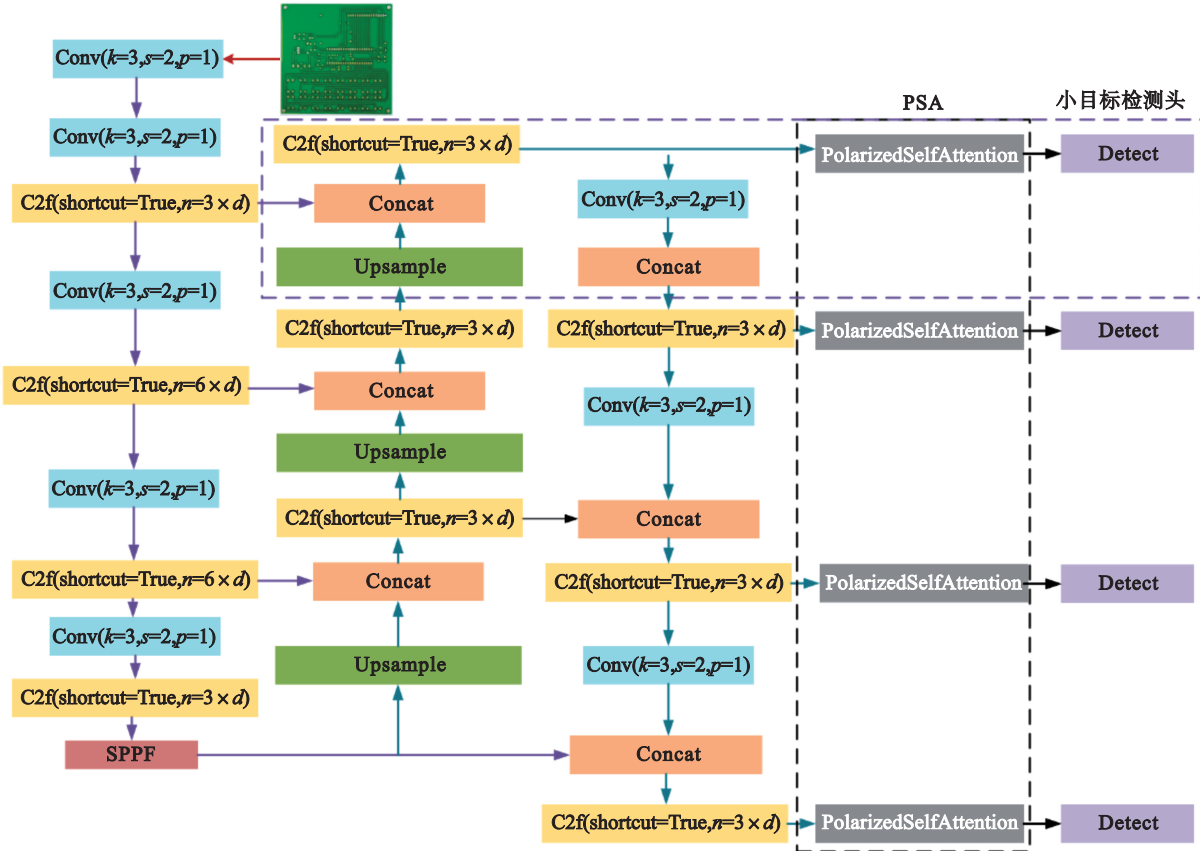 Conv(k=3,s=2,p=1)
Conv(k=3,s=2,p=1)
C2f(shortcut=True,n=3 × d)
Conv(k=3,s=2,p=1)
C2f(shortcut=True,n=6 × d)
Conv(k=3,s=2,p=1)
C2f(shortcut=True,n=6 × d)
Conv(k=3,s=2,p=1)
C2f(shortcut=True,n=3 × d)
SPPF
C2f(shortcut=True,n=3 × d)
Concat
Upsample
C2f(shortcut=True,n=3 × d)
Concat
Upsample
C2f(shortcut=True,n=3 × d)
Concat
Upsample
Conv(k=3,s=2,p=1)
Concat
C2f(shortcut=True,n=3 × d)
Conv(k=3,s=2,p=1)
Concat
C2f(shortcut=True,n=3 × d)
Conv(k=3,s=2,p=1)
Concat
C2f(shortcut=True,n=3 × d)
PSA
PolarizedSelfAttention
PolarizedSelfAttention
PolarizedSelfAttention
PolarizedSelfAttention
小目标检测头
Detect
Detect
Detect
Detect